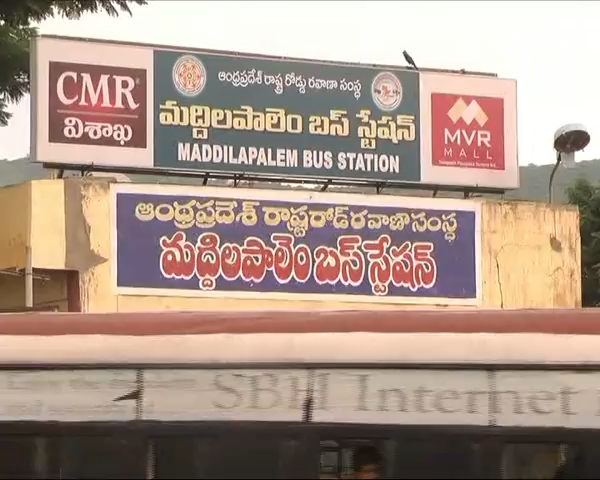 CMR
విశాఖ
ఆంధ్రప్రదేశ్ రాష్ట్ర రోడ్డు రవాణా సంస్థ
మద్దిలపాలెం బస్ స్టేషన్
MADDILAPALEM BUS STATION
MVR
MALL
ఆంధ్రప్రదేశ్ రాష్ట్రరోడ్ రవాణాసంస్థ
మద్దిలపాలెం బస్ స్టేషన్
SBH Internet